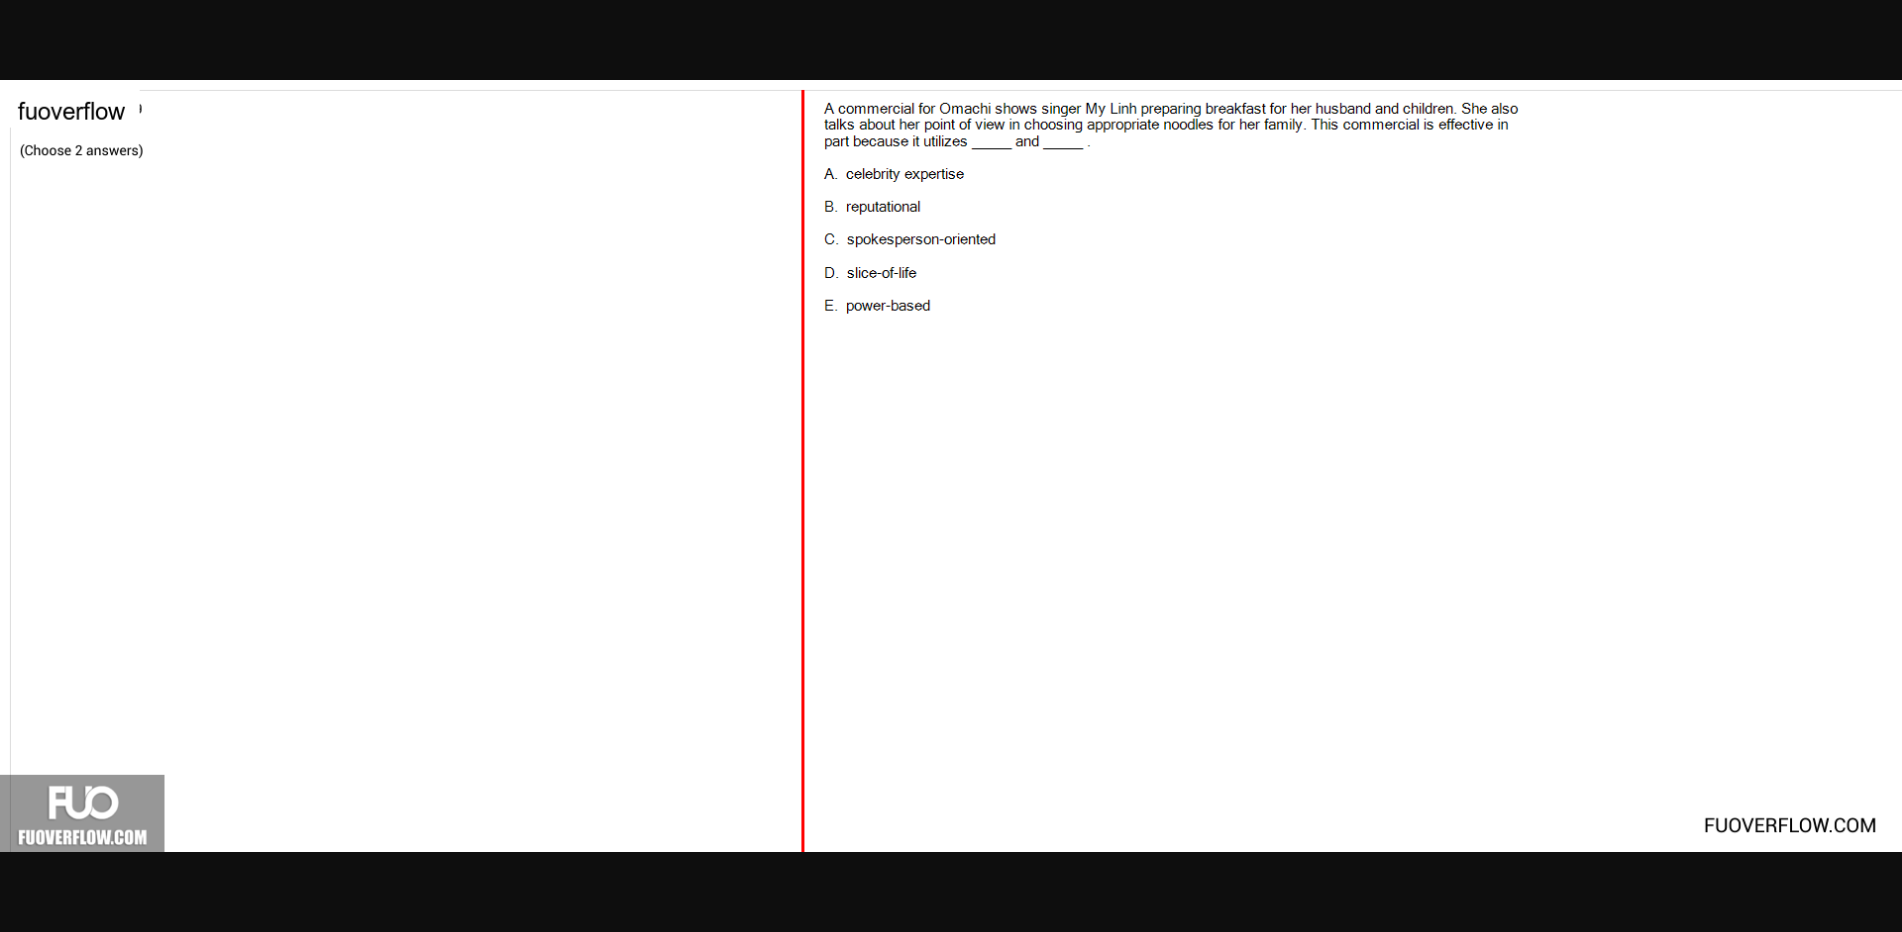 fuoverflow
(Choose 2 answers)
A commercial for Omachi shows singer My Linh preparing breakfast for her husband and children. She also
talks about her point of view in choosing appropriate noodles for her family. This commercial is effective in
part because it utilizes _____ and _____ .
A. celebrity expertise
B. reputational
C. spokesperson-oriented
D. slice-of-life
E. power-based
FUO
FUOVERFLOW.COM
FUOVERFLOW.COM